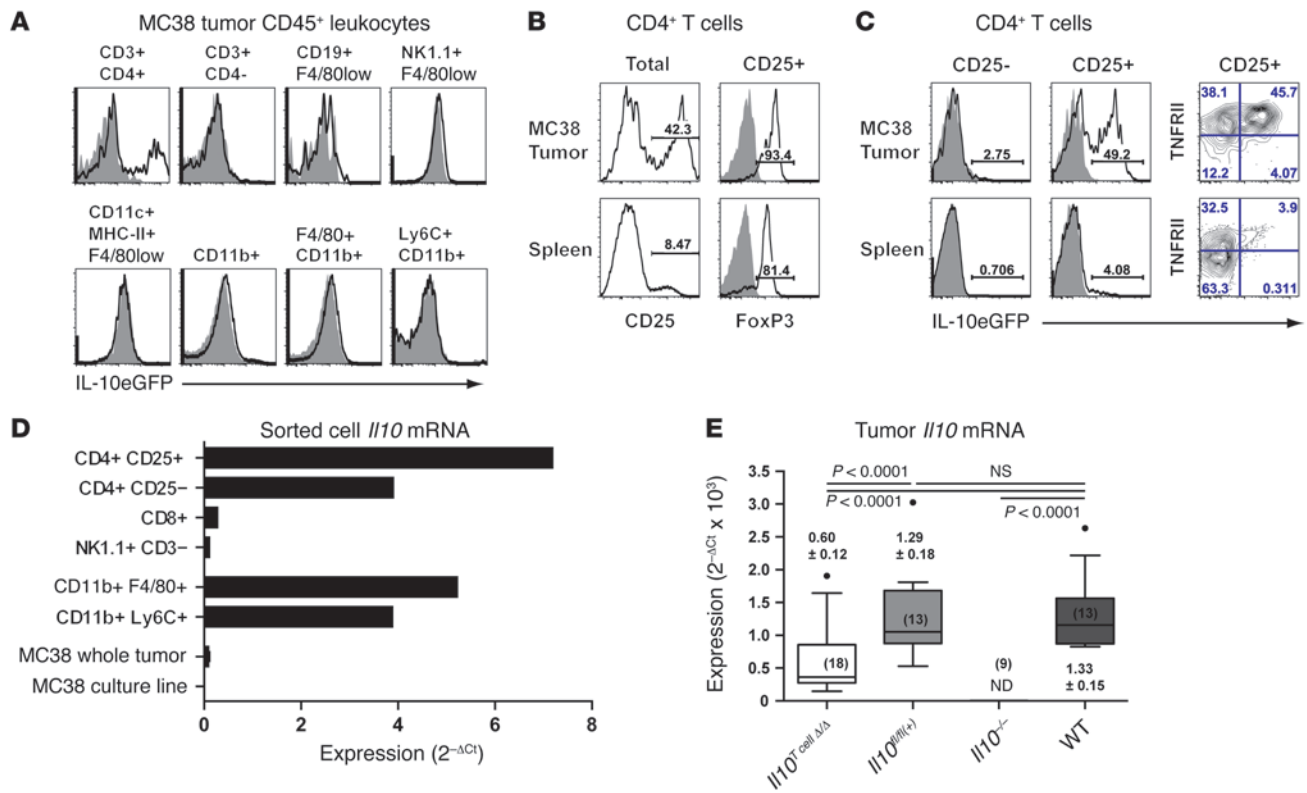 A
MC38 tumor CD45⁺ leukocytes
CD3+
CD4+
CD3+
CD4-
CD19+
F4/80low
NK1.1+
F4/80low
CD11c+
MHC-II+
F4/80low
CD11b+
F4/80+
CD11b+
Ly6C+
CD11b+
IL-10eGFP
B
CD4⁺ T cells
Total
CD25+
MC38
Tumor
42.3
93.4
Spleen
8.47
81.4
CD25
FoxP3
C
CD4⁺ T cells
CD25-
CD25+
CD25+
MC38
Tumor
2.75
49.2
TNFRII
38.1
45.7
12.2
4.07
Spleen
0.706
4.08
TNFRII
32.5
3.9
63.3
0.311
IL-10eGFP
D
Sorted cell Il10 mRNA
CD4+ CD25+
CD4+ CD25−
CD8+
NK1.1+ CD3−
CD11b+ F4/80+
CD11b+ Ly6C+
MC38 whole tumor
MC38 culture line
0 2 4 6 8
Expression (2⁻ΔCt)
E
Tumor Il10 mRNA
Expression (2⁻ΔCt x 10³)
3.5
3.0
2.5
2.0
1.5
1.0
0.5
0
P < 0.0001
NS
P < 0.0001
P < 0.0001
0.60
± 0.12
1.29
± 0.18
(18)
(13)
(9)
ND
(13)
1.33
± 0.15
Il10 T cell Δ/Δ
Il10 fl/fl(+)
Il10 −/−
WT